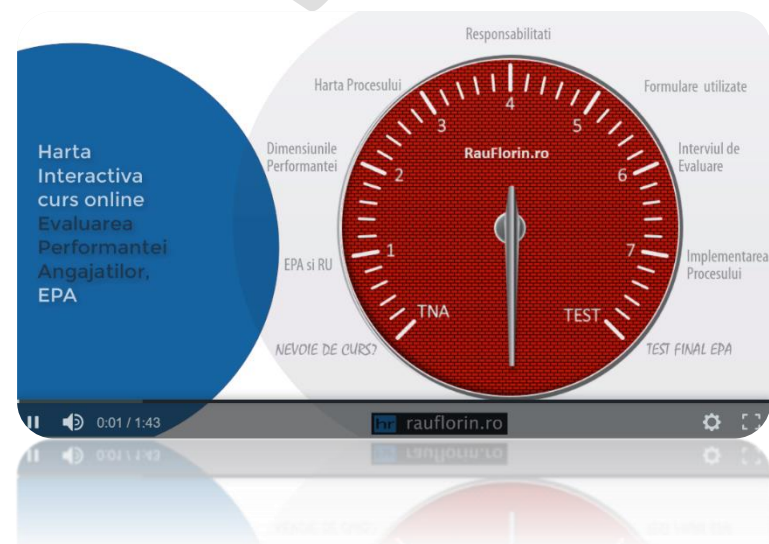 Harta
Interactiva
curs online
Evaluarea
Performantei
Angajatilor,
EPA
Responsabilitati
Harta Procesului
Formulare utilizate
Dimensiunile
Performantei
Interviul de
Evaluare
EPA si RU
Implementarea
Procesului
NEVOIE DE CURS?
TEST FINAL EPA
RauFlorin.ro
TNA
1
2
3
4
5
6
7
TEST
0:01 / 1:43
hr rauflorin.ro